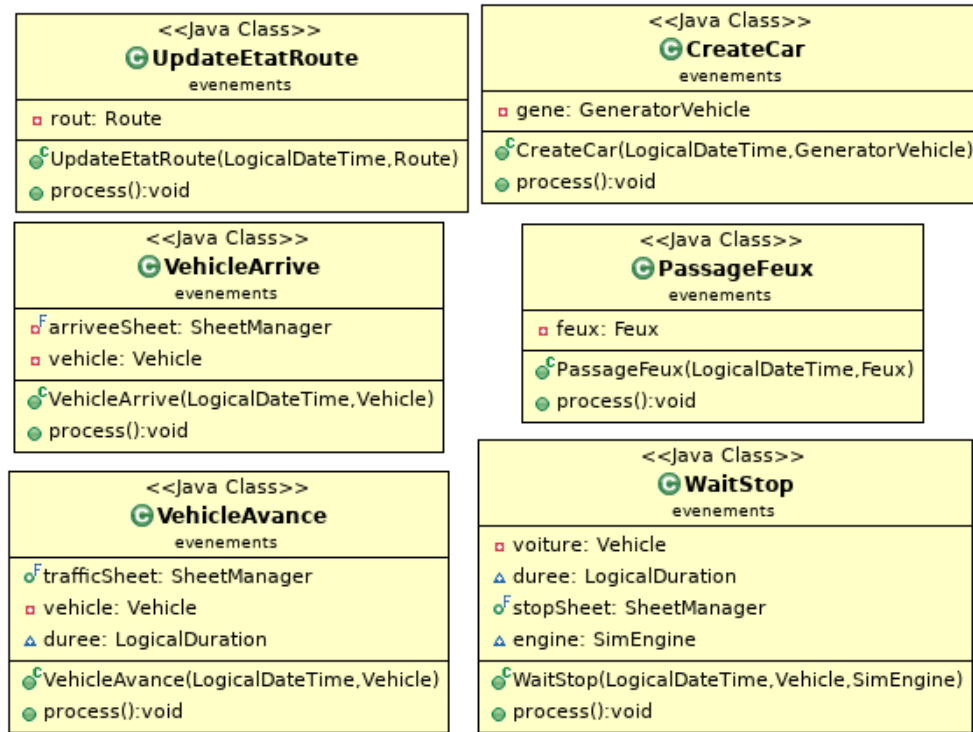 <<Java Class>>
UpdateEtatRoute
evenements
rout: Route
UpdateEtatRoute(LogicalDateTime,Route)
process():void
<<Java Class>>
CreateCar
evenements
gene: GeneratorVehicle
CreateCar(LogicalDateTime,GeneratorVehicle)
process():void
<<Java Class>>
VehicleArrive
evenements
arriveeSheet: SheetManager
vehicle: Vehicle
VehicleArrive(LogicalDateTime,Vehicle)
process():void
<<Java Class>>
PassageFeux
evenements
feux: Feux
PassageFeux(LogicalDateTime,Feux)
process():void
<<Java Class>>
VehicleAvance
evenements
trafficSheet: SheetManager
vehicle: Vehicle
duree: LogicalDuration
VehicleAvance(LogicalDateTime,Vehicle)
process():void
<<Java Class>>
WaitStop
evenements
voiture: Vehicle
duree: LogicalDuration
stopSheet: SheetManager
engine: SimEngine
WaitStop(LogicalDateTime,Vehicle,SimEngine)
process():void